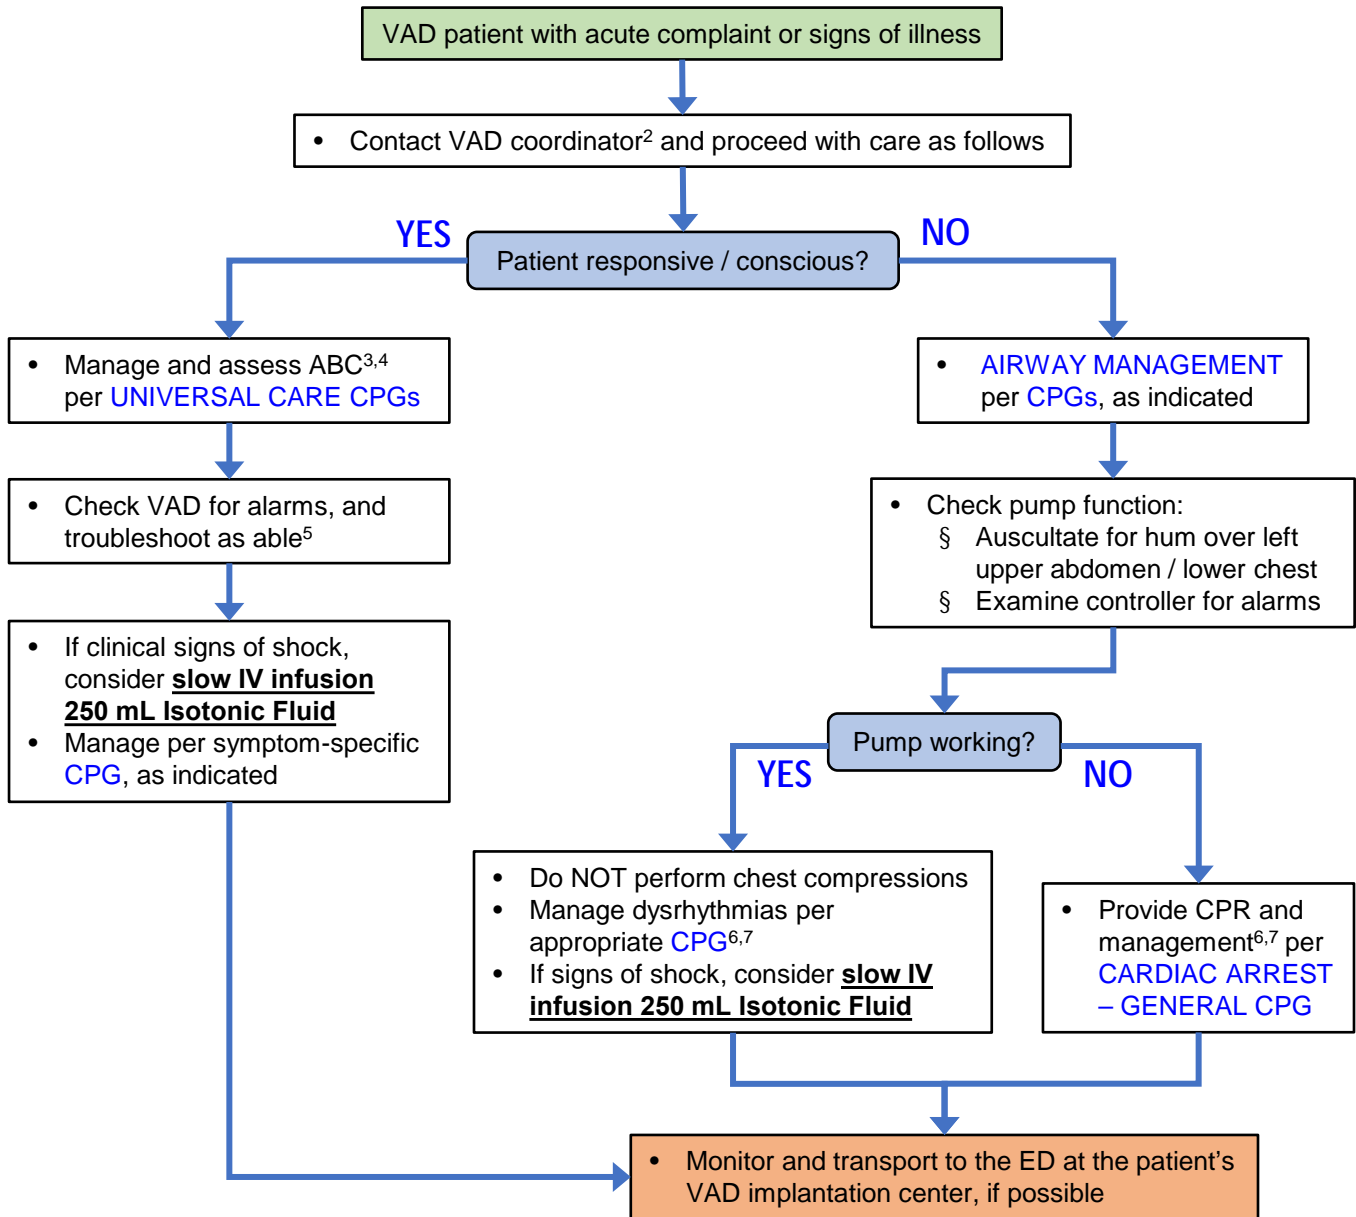 VAD patient with acute complaint or signs of illness
• Contact VAD coordinator² and proceed with care as follows
YES
NO
Patient responsive / conscious?
• Manage and assess ABC³,⁴
per UNIVERSAL CARE CPGs
• Check VAD for alarms, and
troubleshoot as able⁵
• If clinical signs of shock,
consider slow IV infusion
250 mL Isotonic Fluid
• Manage per symptom-specific
CPG, as indicated
• AIRWAY MANAGEMENT
per CPGs, as indicated
• Check pump function:
§ Auscultate for hum over left
upper abdomen / lower chest
§ Examine controller for alarms
Pump working?
YES
NO
• Do NOT perform chest compressions
• Manage dysrhythmias per
appropriate CPG⁶,⁷
• If signs of shock, consider slow IV
infusion 250 mL Isotonic Fluid
• Provide CPR and
management⁶,⁷ per
CARDIAC ARREST
– GENERAL CPG
• Monitor and transport to the ED at the patient's
VAD implantation center, if possible